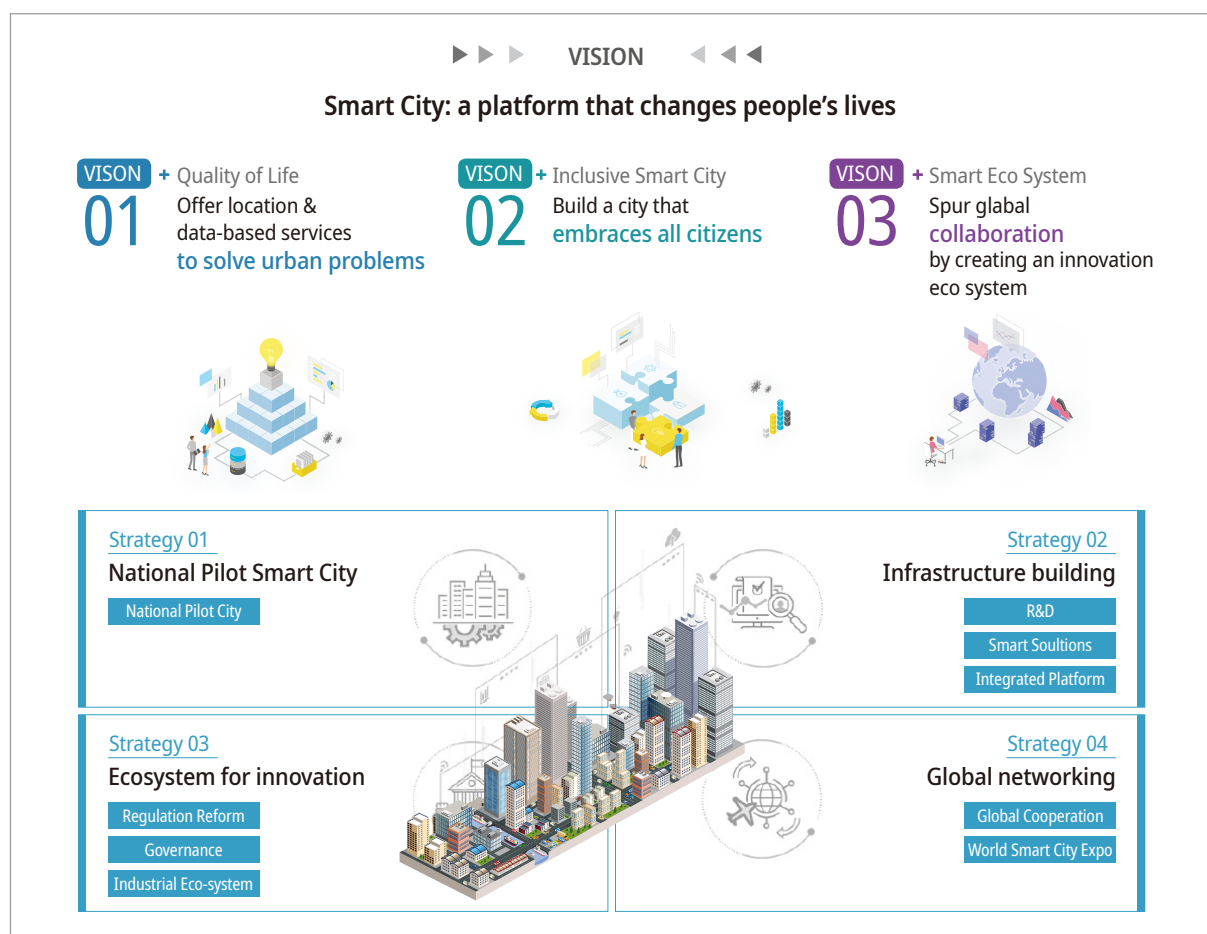 VISION
Smart City: a platform that changes people's lives
VISON + Quality of Life
01
Offer location &
data-based services
to solve urban problems
VISON + Inclusive Smart City
02
Build a city that
embraces all citizens
VISON + Smart Eco System
03
Spur glabal
collaboration
by creating an innovation
eco system
Strategy 01
National Pilot Smart City
National Pilot City
Strategy 02
Infrastructure building
R&D
Smart Soultions
Integrated Platform
Strategy 03
Ecosystem for innovation
Regulation Reform
Governance
Industrial Eco-system
Strategy 04
Global networking
Global Cooperation
World Smart City Expo